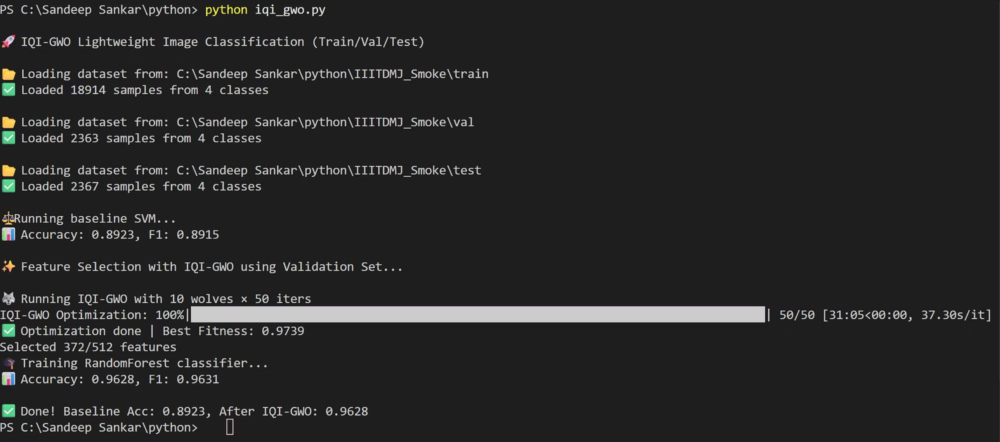 PS C:\Sandeep Sankar\python> python iqi_gwo.py
🚀 IQI-GWO Lightweight Image Classification (Train/Val/Test)
📂 Loading dataset from: C:\Sandeep Sankar\python\IIITDMJ_Smoke\train
✅ Loaded 18914 samples from 4 classes
📂 Loading dataset from: C:\Sandeep Sankar\python\IIITDMJ_Smoke\val
✅ Loaded 2363 samples from 4 classes
📂 Loading dataset from: C:\Sandeep Sankar\python\IIITDMJ_Smoke\test
✅ Loaded 2367 samples from 4 classes
⚖️Running baseline SVM...
📊 Accuracy: 0.8923, F1: 0.8915
✨ Feature Selection with IQI-GWO using Validation Set...
🐺 Running IQI-GWO with 10 wolves × 50 iters
IQI-GWO Optimization: 100%|██████████| 50/50 [31:05<00:00, 37.30s/it]
✅ Optimization done | Best Fitness: 0.9739
Selected 372/512 features
🎓 Training RandomForest classifier...
📊 Accuracy: 0.9628, F1: 0.9631
✅ Done! Baseline Acc: 0.8923, After IQI-GWO: 0.9628
PS C:\Sandeep Sankar\python>